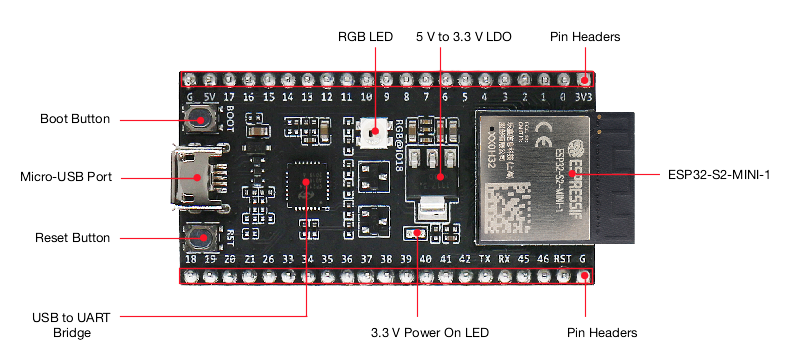 RGB LED
5 V to 3.3 V LDO
Pin Headers
G 5V 17 16 15 14 13 12 11 10 9 8 7 6 5 4 3 2 1 0 3V3
Boot Button
BOOT
RGB@IO18
Micro-USB Port
ESPRESSIF
ESP32-S2-MINI-1
ESP32-S2-MINI-1
Reset Button
RST
18 19 20 21 26 33 34 35 36 37 38 39 40 41 42 TX RX 45 46 RST G
USB to UART
Bridge
3.3 V Power On LED
Pin Headers